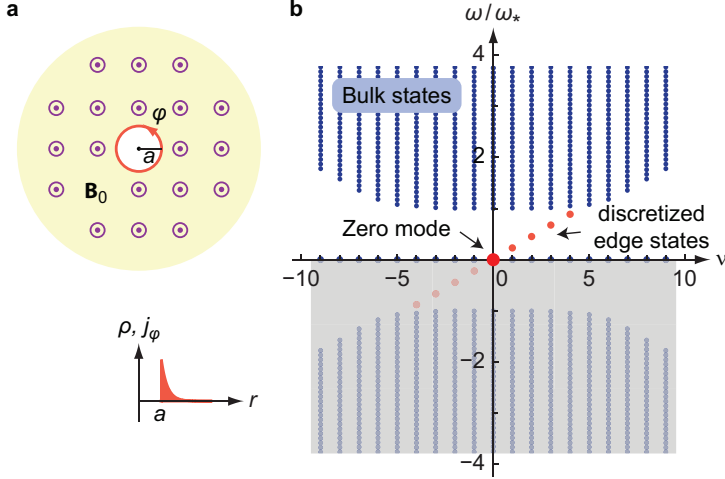 a
φ
a
B₀
ρ, jφ
a
r
b
ω/ω*
4
Bulk states
2
Zero mode
discretized
edge states
−10
−5
0
5
10
ν
−2
−4